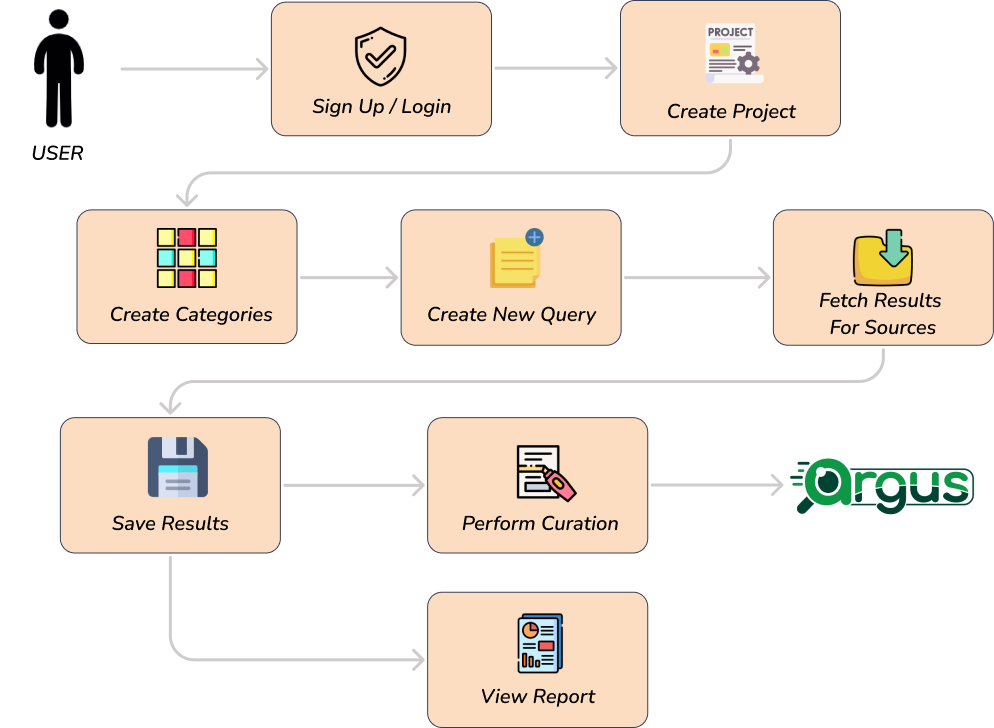 PROJECT
Sign Up / Login
Create Project
USER
Create Categories
Create New Query
Fetch Results
For Sources
Save Results
Perform Curation
argus
View Report